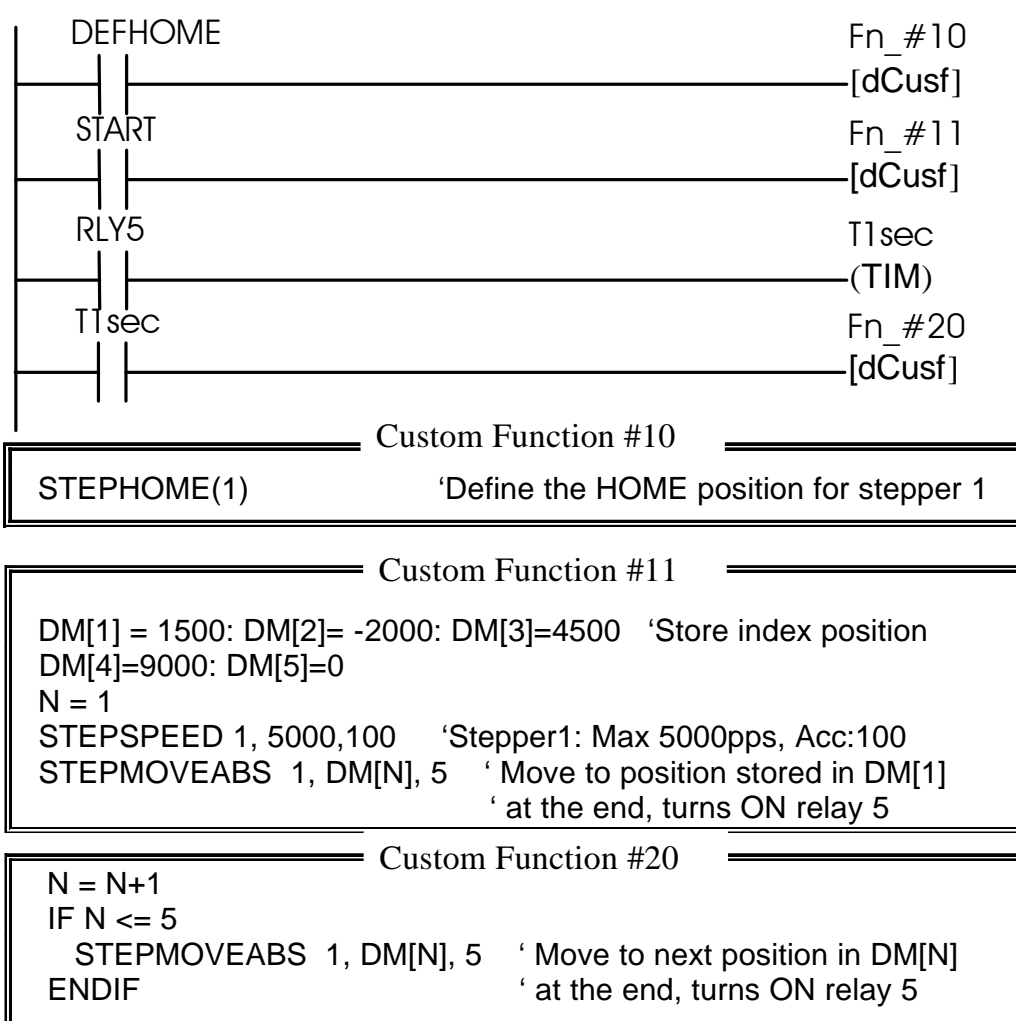 DEFHOME Fn_#10
[dCusf]
START Fn_#11
[dCusf]
RLY5 T1sec
(TIM)
T1sec Fn_#20
[dCusf]
Custom Function #10
STEPHOME(1) ‘Define the HOME position for stepper 1
Custom Function #11
DM[1] = 1500: DM[2]= -2000: DM[3]=4500 ‘Store index position
DM[4]=9000: DM[5]=0
N = 1
STEPSPEED 1, 5000,100 ‘Stepper1: Max 5000pps, Acc:100
STEPMOVEABS 1, DM[N], 5 ‘ Move to position stored in DM[1]
‘ at the end, turns ON relay 5
Custom Function #20
N = N+1
IF N <= 5
STEPMOVEABS 1, DM[N], 5 ‘ Move to next position in DM[N]
ENDIF ‘ at the end, turns ON relay 5